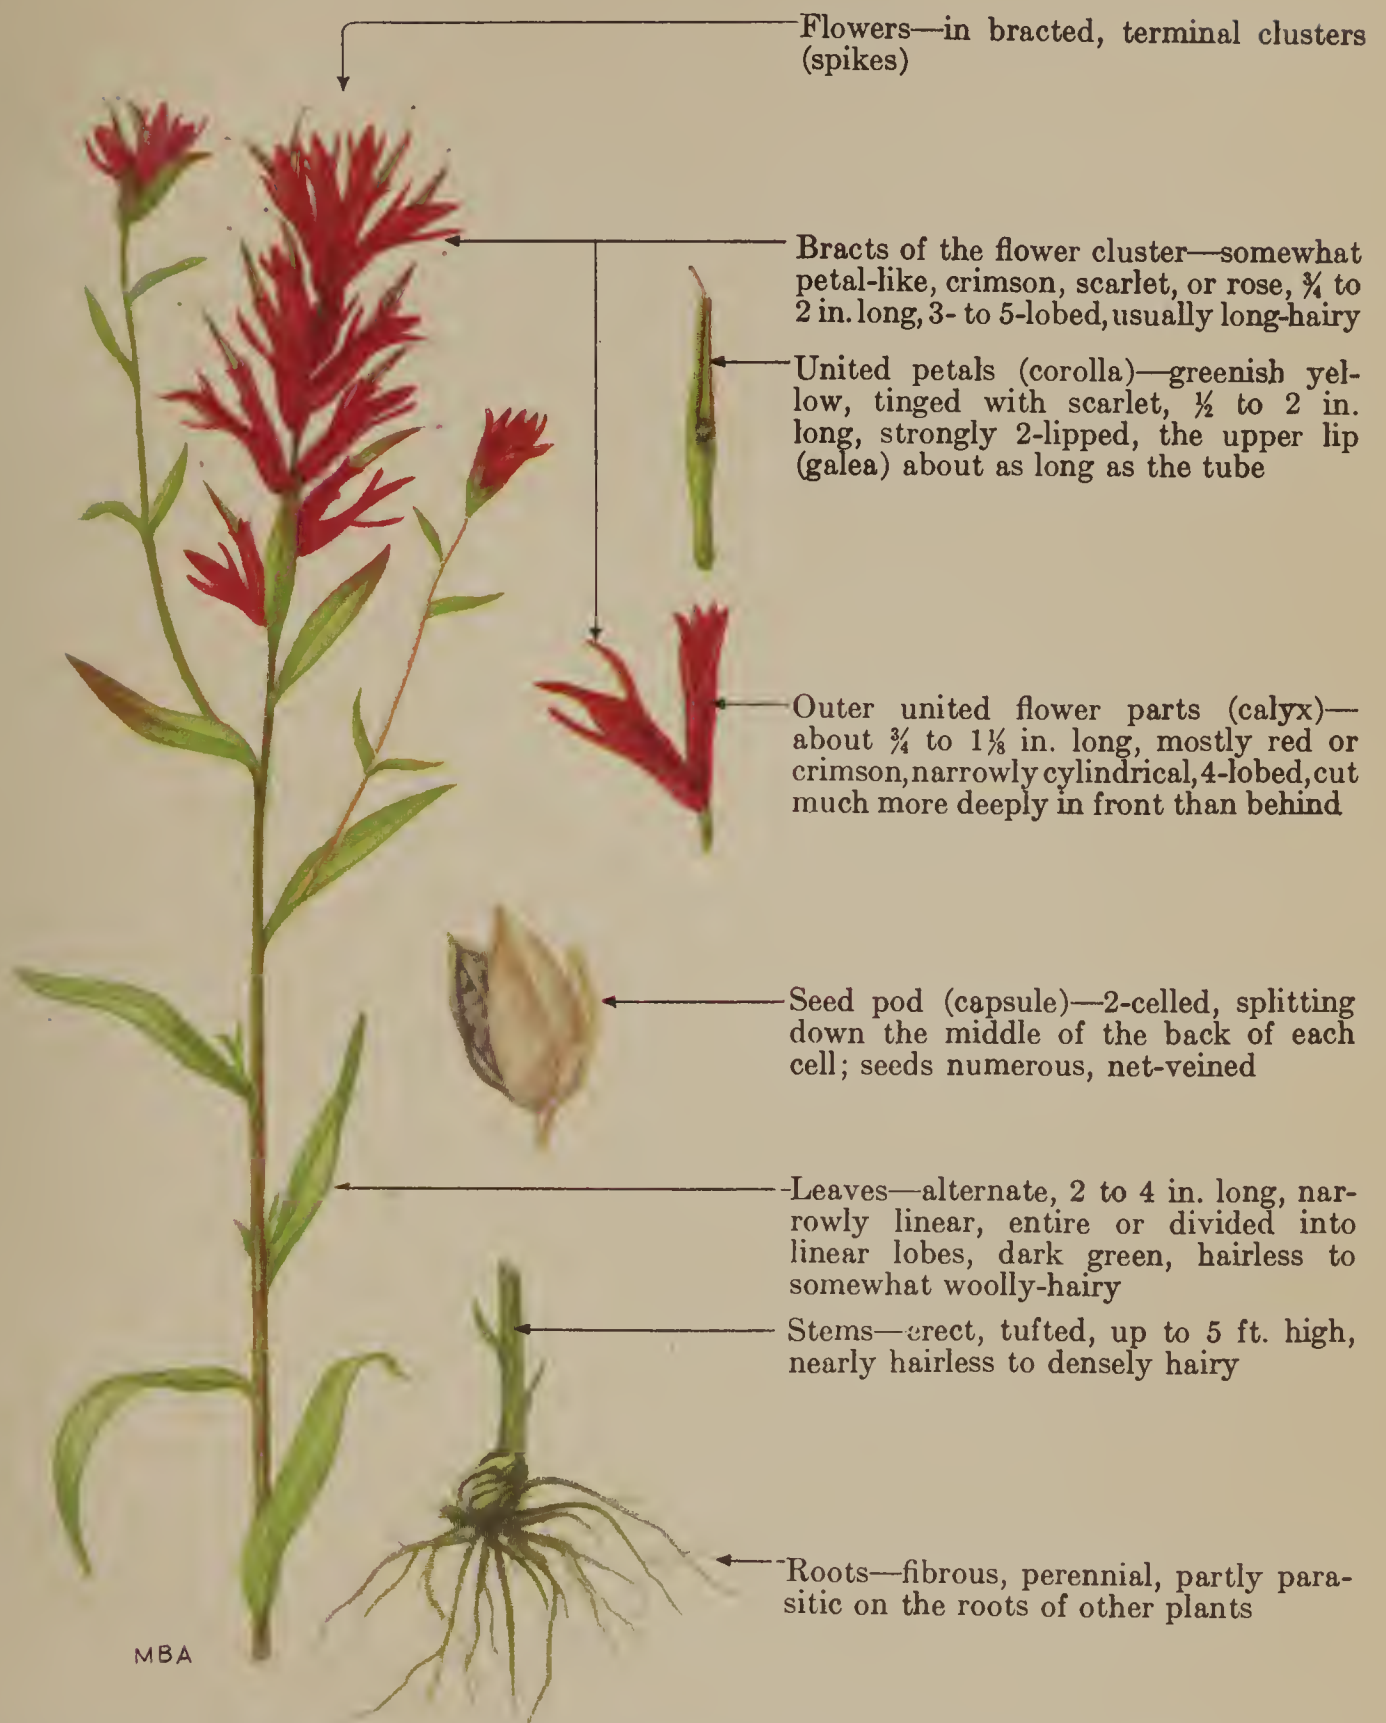 Flowers—in bracted, terminal clusters
(spikes)
Bracts of the flower cluster—somewhat
petal-like, crimson, scarlet, or rose, ¾ to
2 in. long, 3- to 5-lobed, usually long-hairy
United petals (corolla)—greenish yel-
low, tinged with scarlet, ½ to 2 in.
long, strongly 2-lipped, the upper lip
(galea) about as long as the tube
Outer united flower parts (calyx)—
about ¾ to 1⅛ in. long, mostly red or
crimson, narrowly cylindrical, 4-lobed, cut
much more deeply in front than behind
Seed pod (capsule)—2-celled, splitting
down the middle of the back of each
cell; seeds numerous, net-veined
Leaves—alternate, 2 to 4 in. long, nar-
rowly linear, entire or divided into
linear lobes, dark green, hairless to
somewhat woolly-hairy
Stems—erect, tufted, up to 5 ft. high,
nearly hairless to densely hairy
Roots—fibrous, perennial, partly para-
sitic on the roots of other plants
MBA